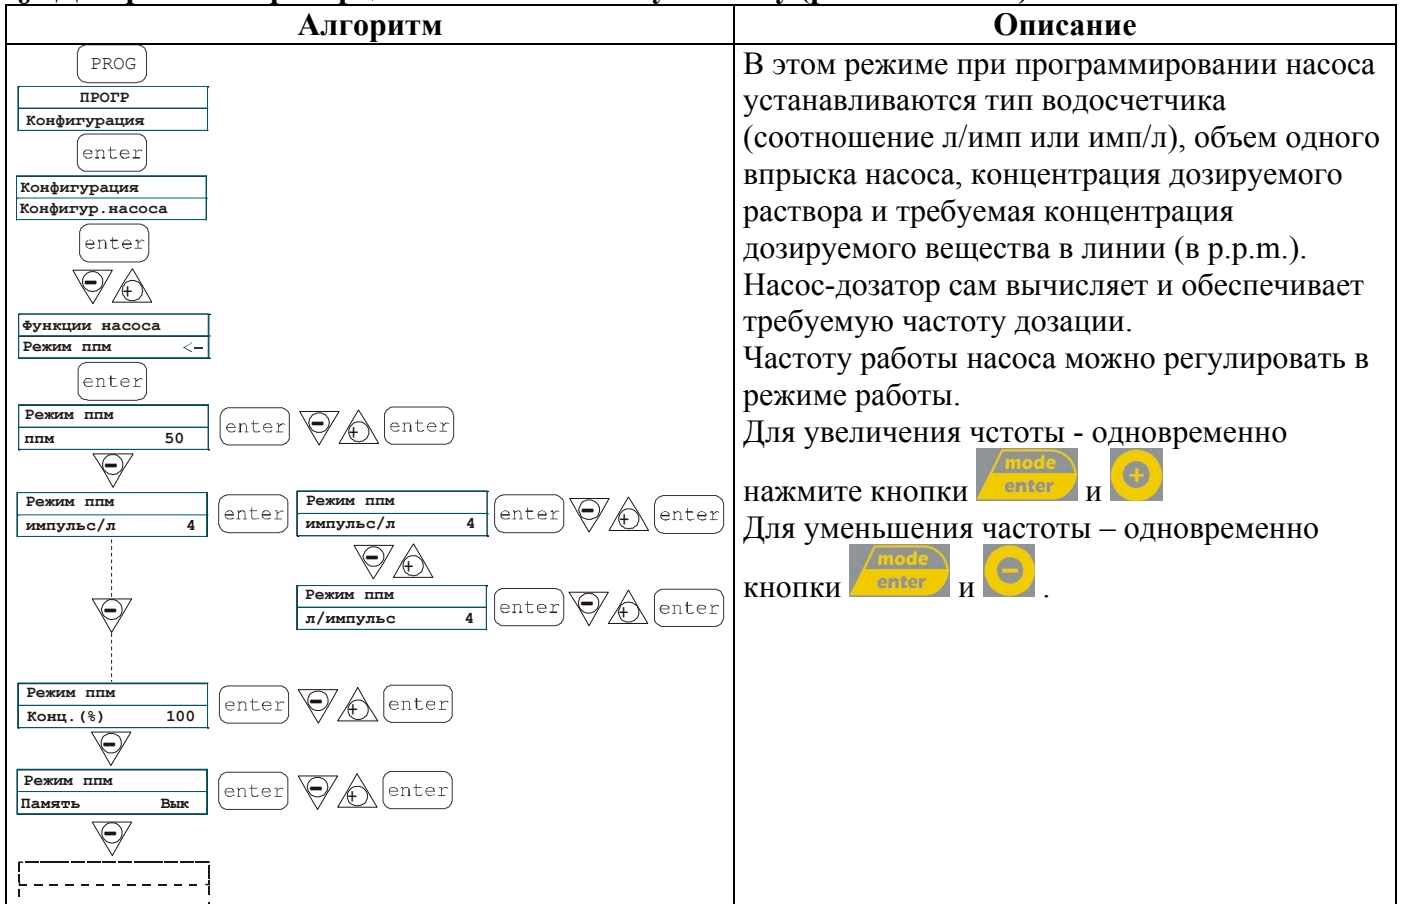 Алгоритм
Описание
PROG
ПРОГР
Конфигурация
enter
Конфигурация
Конфигур.насоса
enter
Функции насоса
Режим ппм <-
enter
Режим ппм
ппм 50
enter enter
Режим ппм
импульс/л 4
enter
Режим ппм
импульс/л 4
enter enter
Режим ппм
л/импульс 4
enter enter
Режим ппм
Конц.(%) 100
enter enter
Режим ппм
Память Вык
enter enter
В этом режиме при программировании насоса
устанавливаются тип водосчетчика
(соотношение л/имп или имп/л), объем одного
впрыска насоса, концентрация дозируемого
раствора и требуемая концентрация
дозируемого вещества в линии (в p.p.m.).
Насос-дозатор сам вычисляет и обеспечивает
требуемую частоту дозации.
Частоту работы насоса можно регулировать в
режиме работы.
Для увеличения чстоты - одновременно
нажмите кнопки mode enter и +
Для уменьшения частоты – одновременно
кнопки mode enter и - .